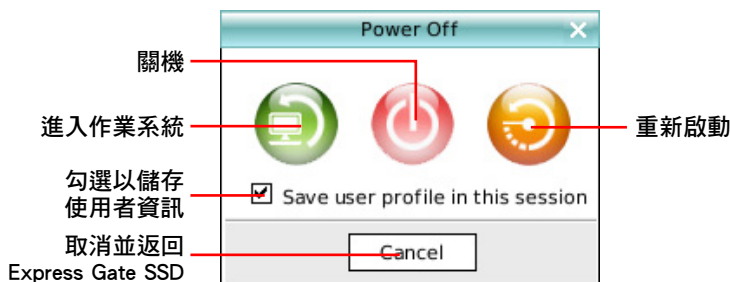 Power Off
關機
進入作業系統
重新啟動
勾選以儲存
使用者資訊
Save user profile in this session
取消並返回
Express Gate SSD
Cancel